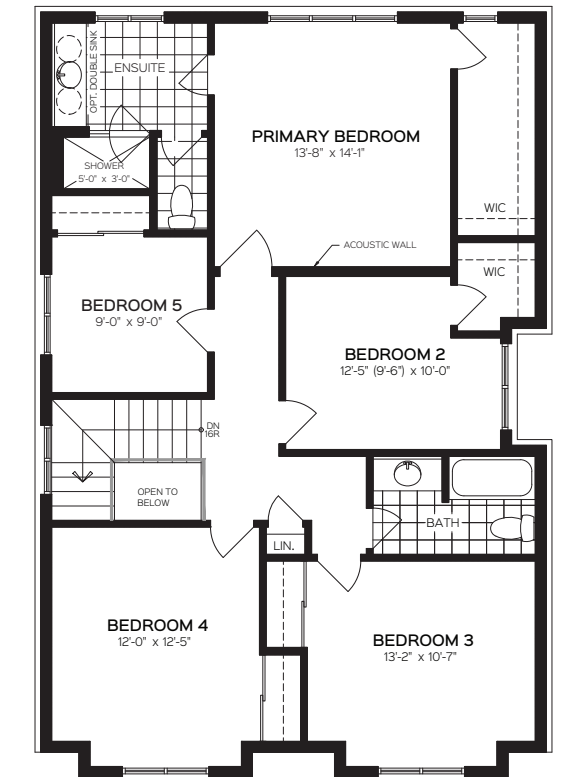 OPT. DOUBLE SINK
ENSUITE
PRIMARY BEDROOM
13'-8" x 14'-1"
SHOWER
5'-0" x 3'-0"
WIC
ACOUSTIC WALL
WIC
BEDROOM 5
9'-0" x 9'-0"
BEDROOM 2
12'-5" (9'-6") x 10'-0"
DN
16R
OPEN TO
BELOW
BATH
LIN.
BEDROOM 4
12'-0" x 12'-5"
BEDROOM 3
13'-2" x 10'-7"